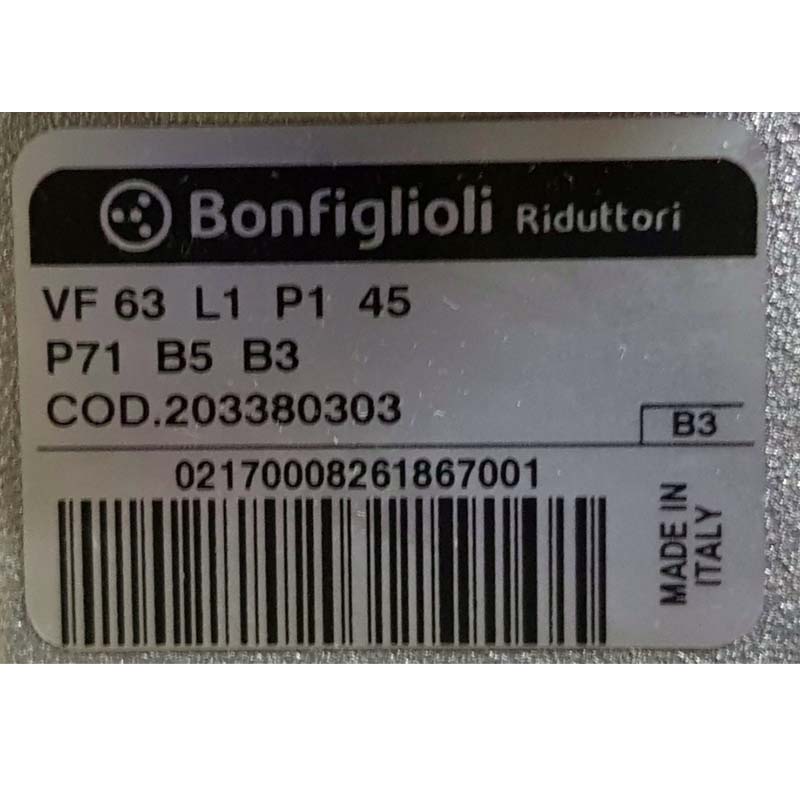 Bonfiglioli Riduttori
VF 63 L1 P1 45
P71 B5 B3
COD.203380303
B3
02170008261867001
MADE IN
ITALY